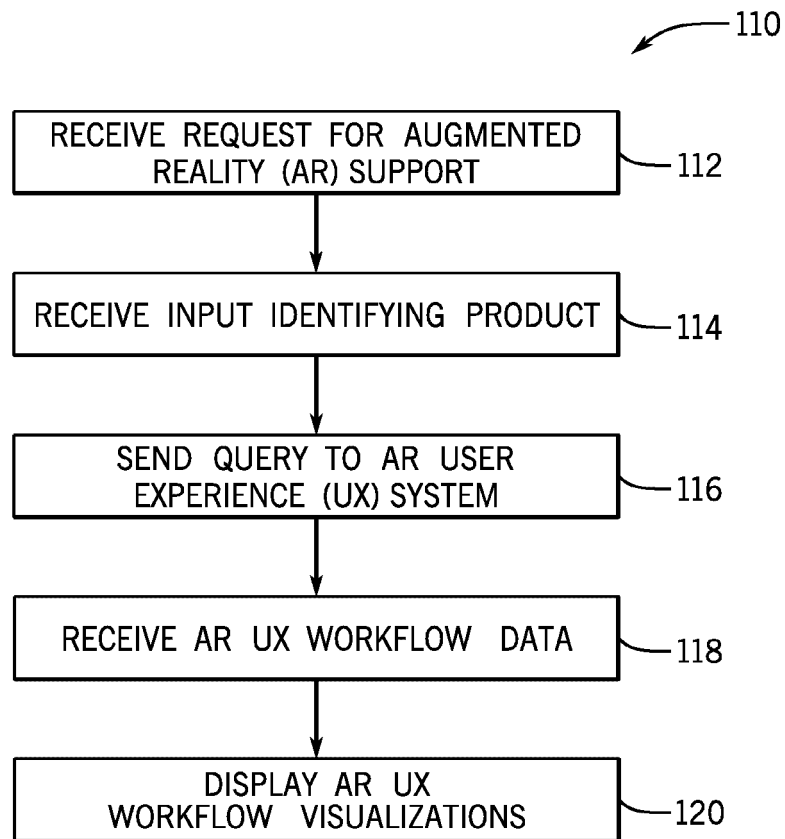 110
RECEIVE REQUEST FOR AUGMENTED
REALITY (AR) SUPPORT
112
RECEIVE INPUT IDENTIFYING PRODUCT
114
SEND QUERY TO AR USER
EXPERIENCE (UX) SYSTEM
116
RECEIVE AR UX WORKFLOW DATA
118
DISPLAY AR UX
WORKFLOW VISUALIZATIONS
120